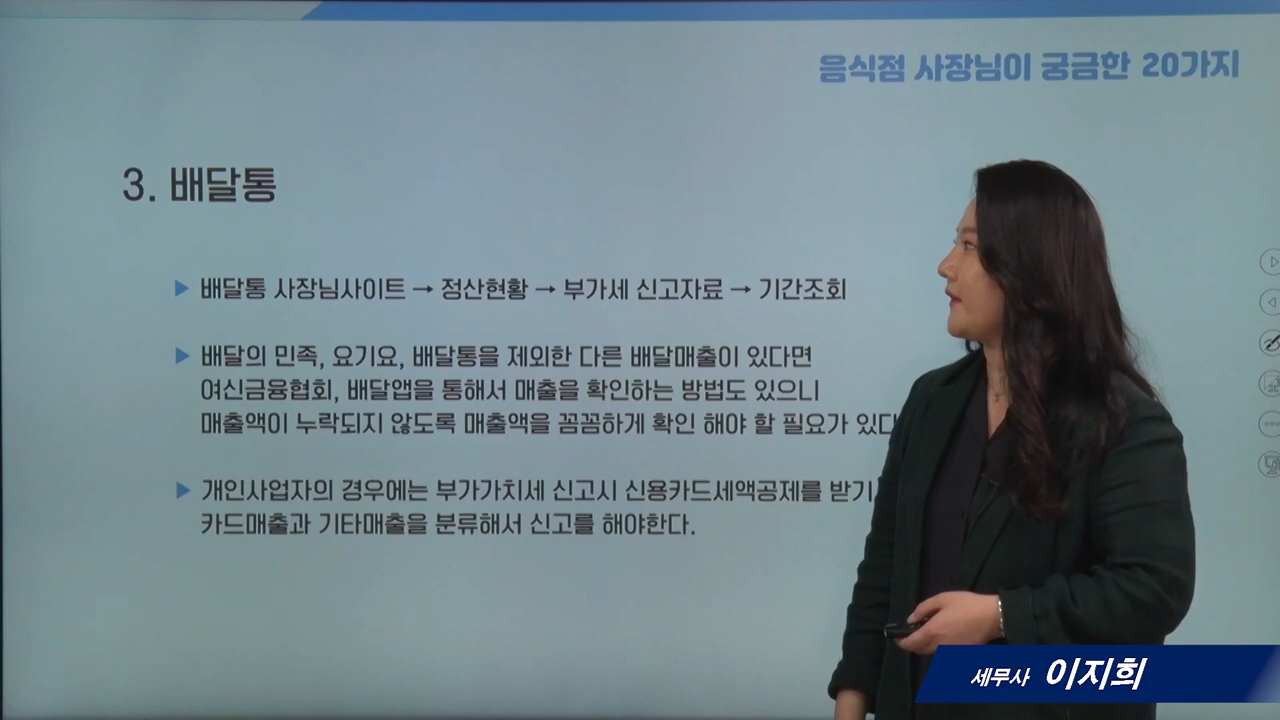 음식점 사장님이 궁금한 20가지
3. 배달통
배달통 사장님사이트 → 정산현황 → 부가세 신고자료 → 기간조회
배달의 민족, 요기요, 배달통을 제외한 다른 배달매출이 있다면
여신금융협회, 배달앱을 통해서 매출을 확인하는 방법도 있으니
매출액이 누락되지 않도록 매출액을 꼼꼼하게 확인 해야 할 필요가
개인사업자의 경우에는 부가가치세 신고시 신용카드세액공제를
카드매출과 기타매출을 분류해서 신고를 해야한다.
세무사 이지희